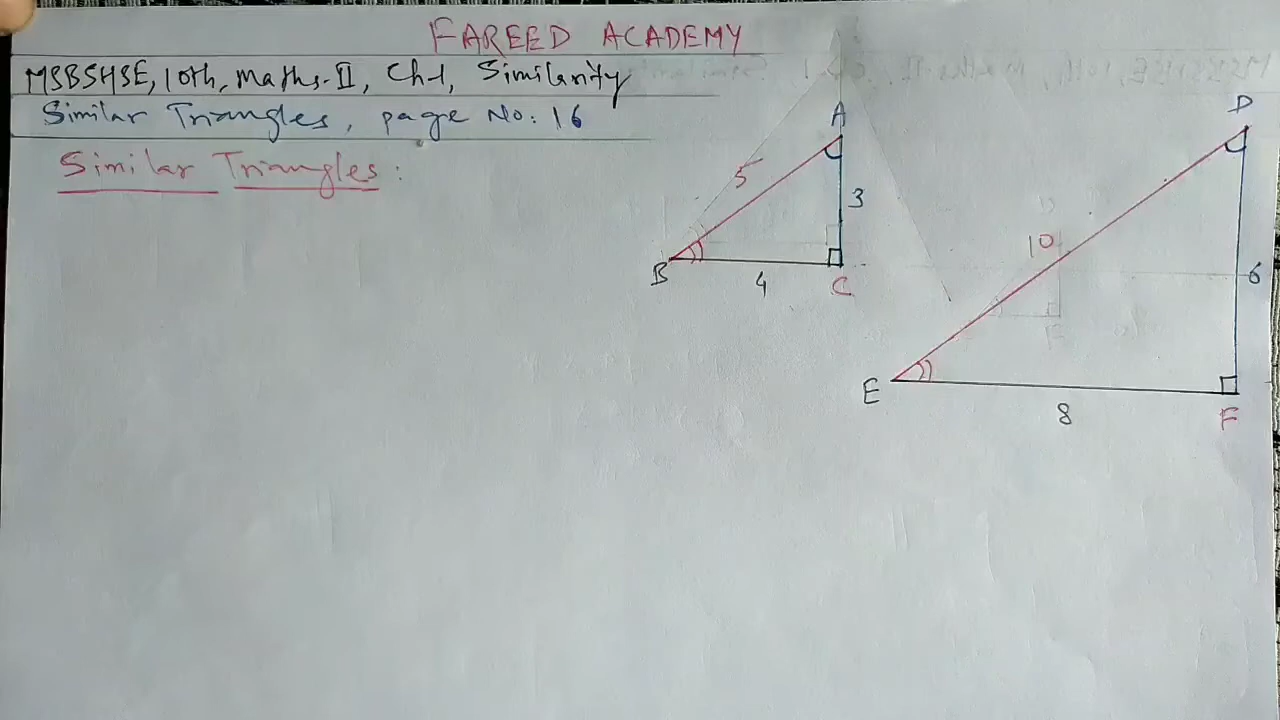 FAREED ACADEMY
MSBSHSE, 10th, Maths-II, Ch-1, Similarity
Similar Triangles, page No: 16
Similar Triangles:
A
D
5
3
B
4
C
10
6
E
8
F